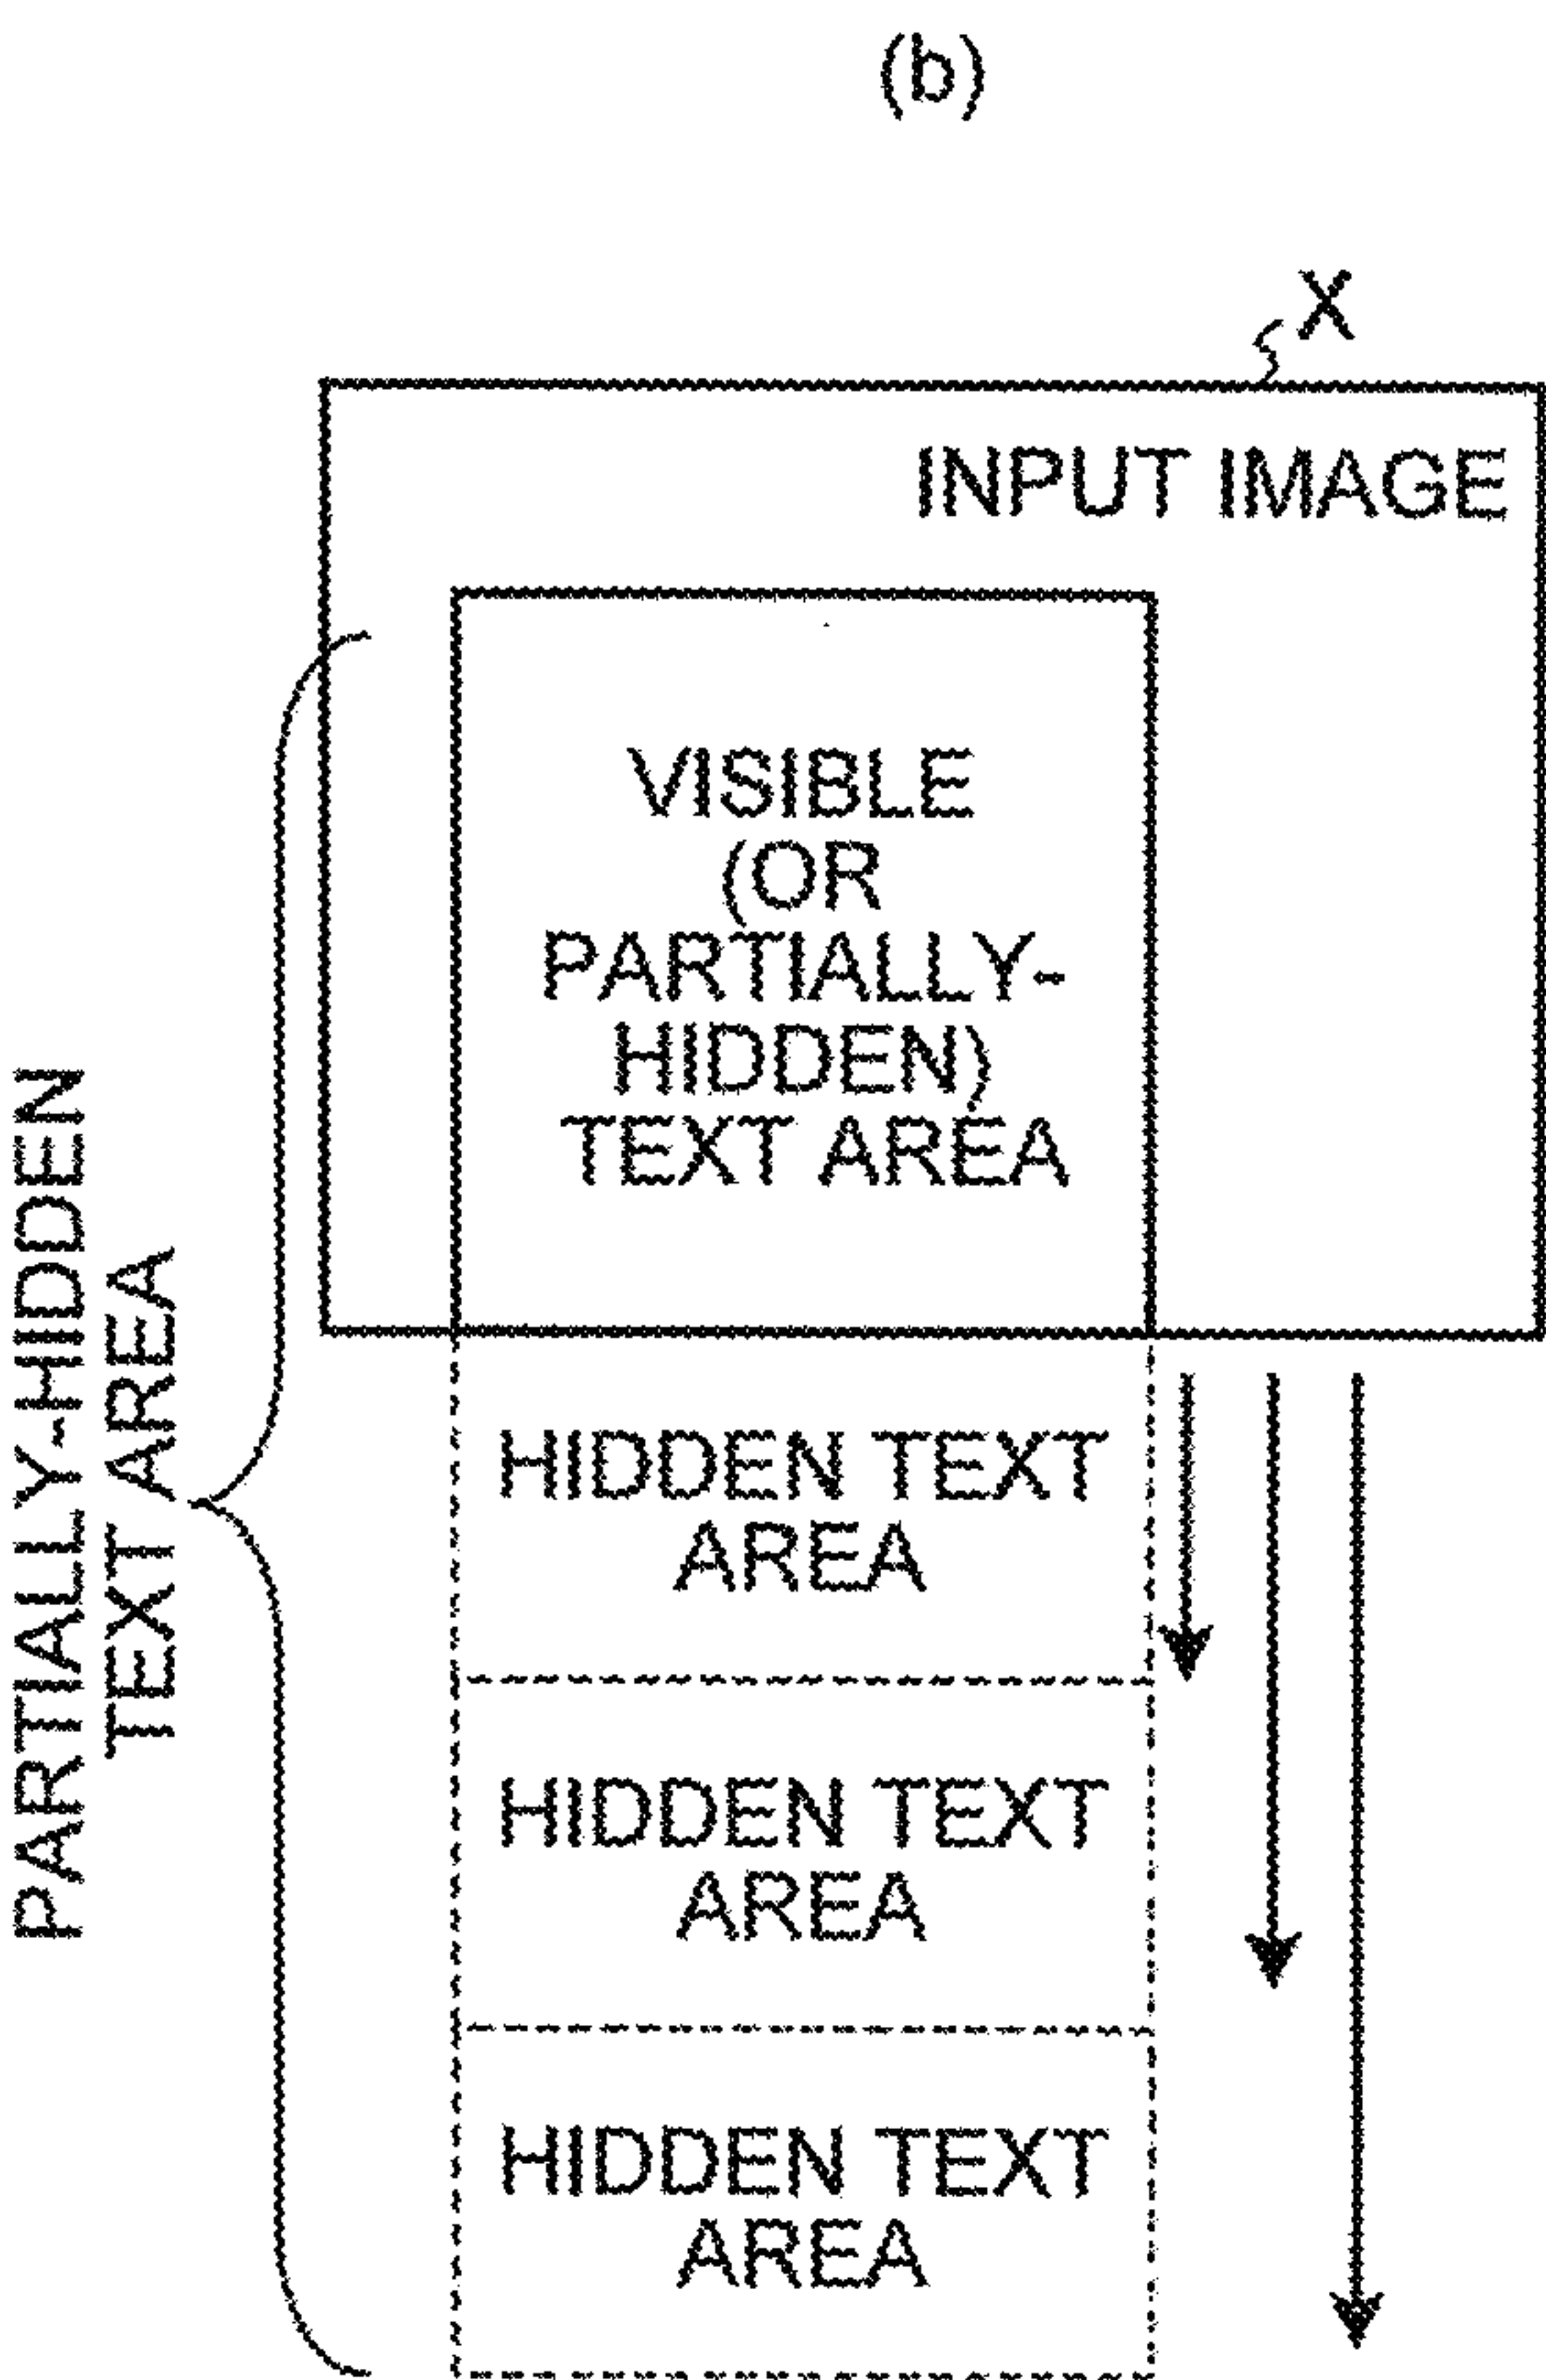 (b)
X
INPUT IMAGE
VISIBLE
(OR
PARTIALLY-
HIDDEN)
TEXT AREA
PARTIALLY-HIDDEN
TEXT AREA
HIDDEN TEXT
AREA
HIDDEN TEXT
AREA
HIDDEN TEXT
AREA